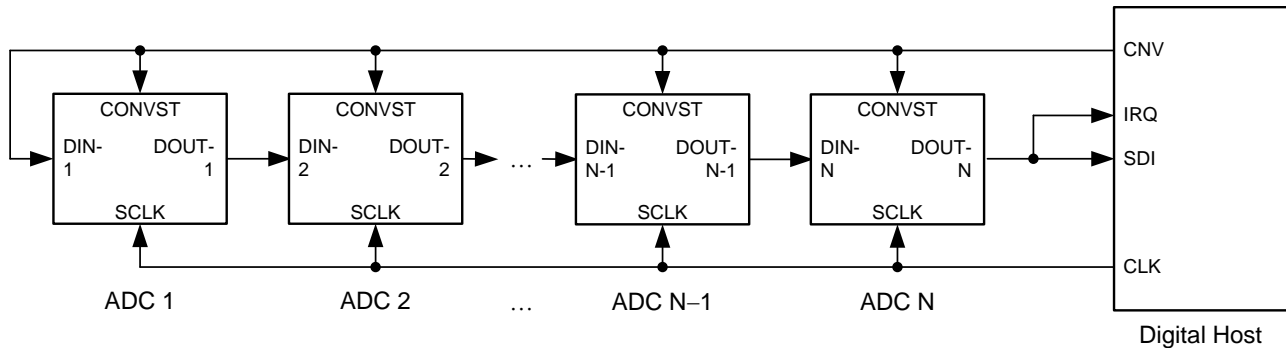 CNV
CONVST CONVST CONVST CONVST
IRQ
DIN- DOUT- DIN- DOUT- DIN- DOUT- DIN- DOUT-
1 1 2 2 ... N-1 N-1 N N
SDI
SCLK SCLK SCLK SCLK
CLK
ADC 1 ADC 2 ... ADC N–1 ADC N
Digital Host